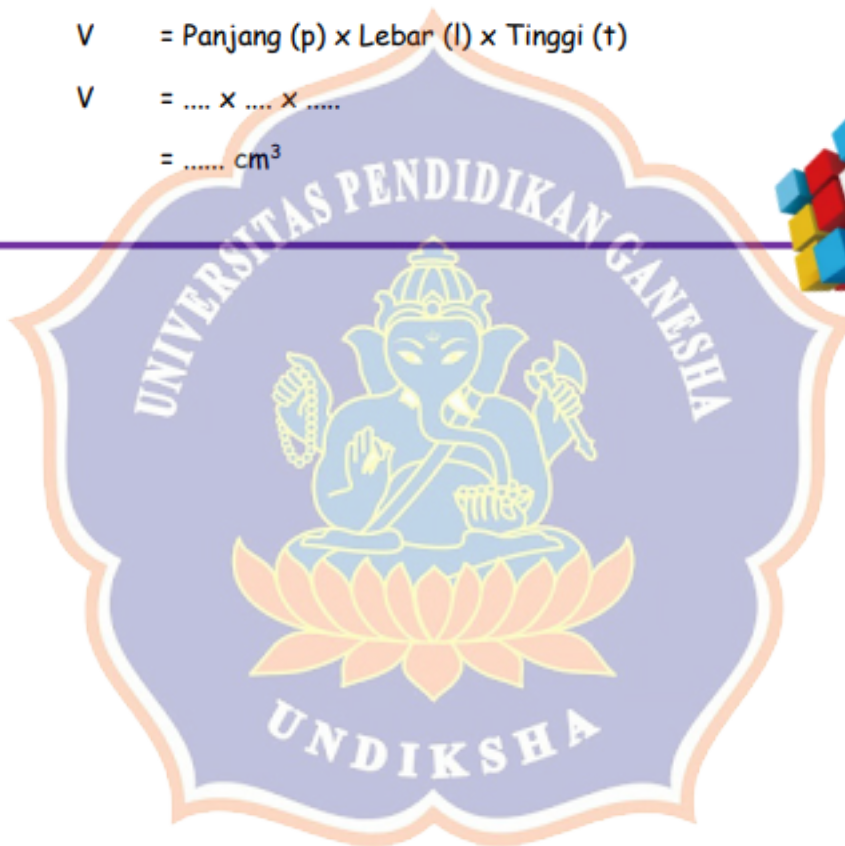 V = Panjang (p) x Lebar (l) x Tinggi (t)
V = .... x .... x .....
= ...... cm³
UNIVERSITAS PENDIDIKAN GANESHA
UNDIKSHA